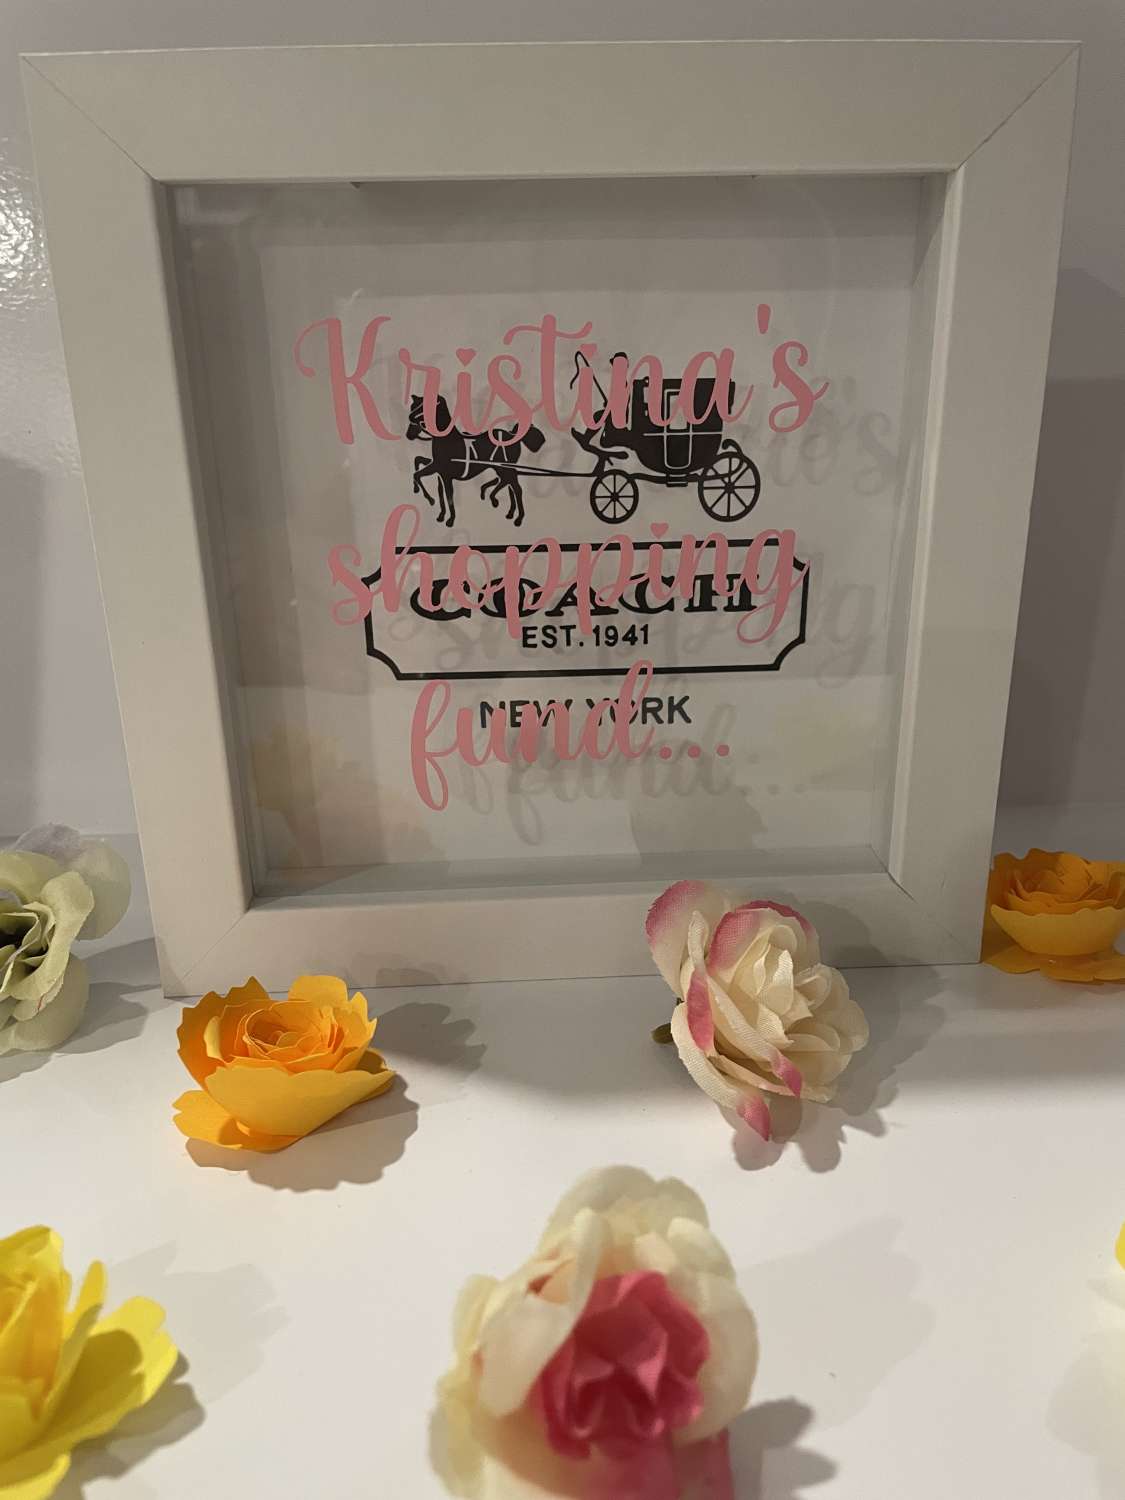 Kristina's
shopping
COACH
EST. 1941
fund...
NEW YORK